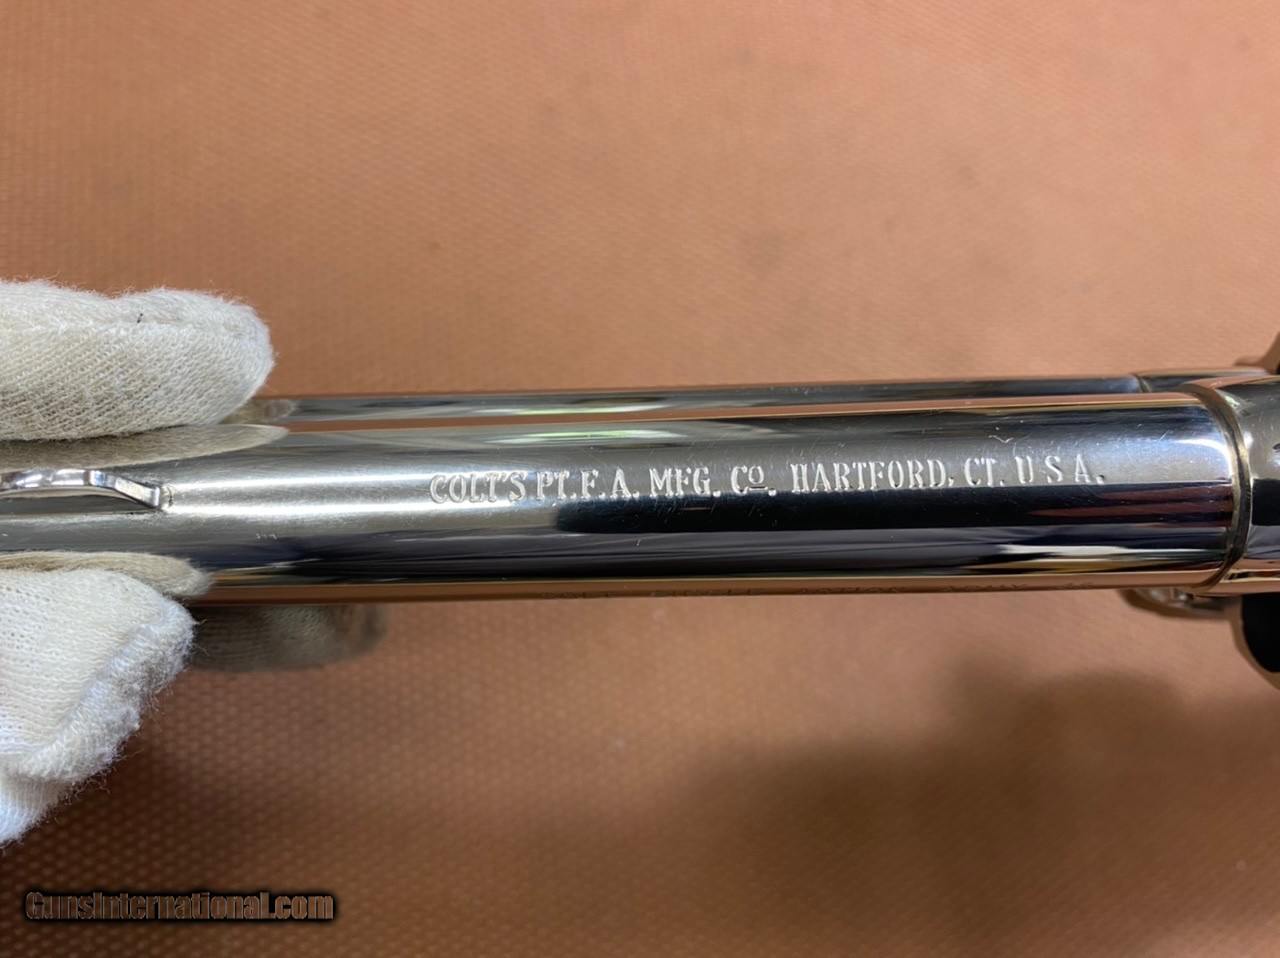 COLT'S PT. F. A. MFG. Co. HARTFORD, CT. U S A.
GunsInternational.com